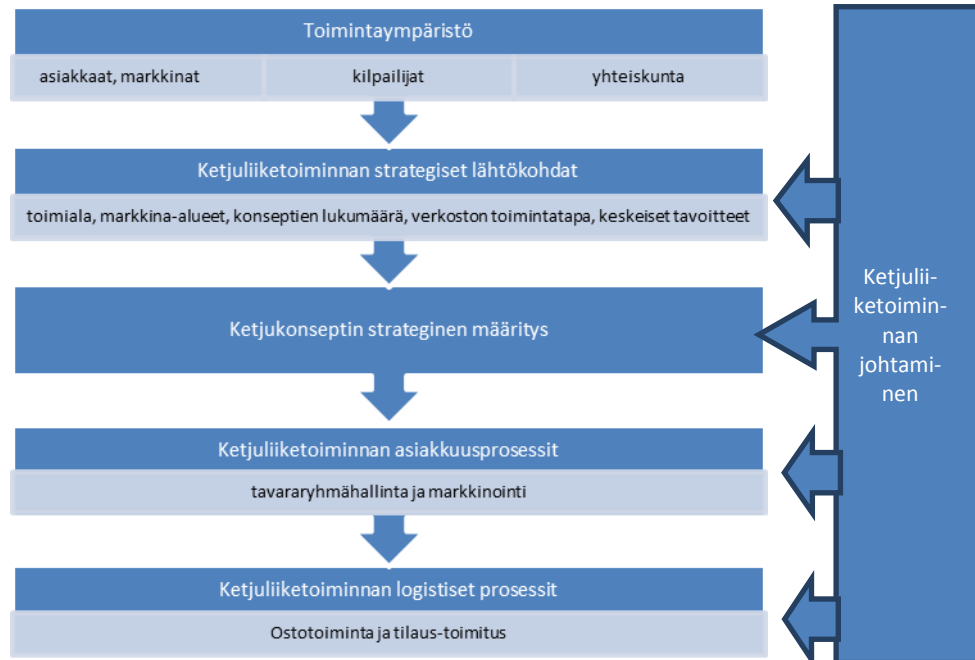 Toimintaympäristö
asiakkaat, markkinat
kilpailijat
yhteiskunta
Ketjuliiketoiminnan strategiset lähtökohdat
toimiala, markkina-alueet, konseptien lukumäärä, verkoston toimintatapa, keskeiset tavoitteet
Ketjukonseptin strateginen määritys
Ketjuliiketoiminnan asiakkuusprosessit
tavararyhmähallinta ja markkinointi
Ketjuliiketoiminnan logistiset prosessit
Ostotoiminta ja tilaus-toimitus
Ketjulii-
ketoimin-
nan
johtami-
nen